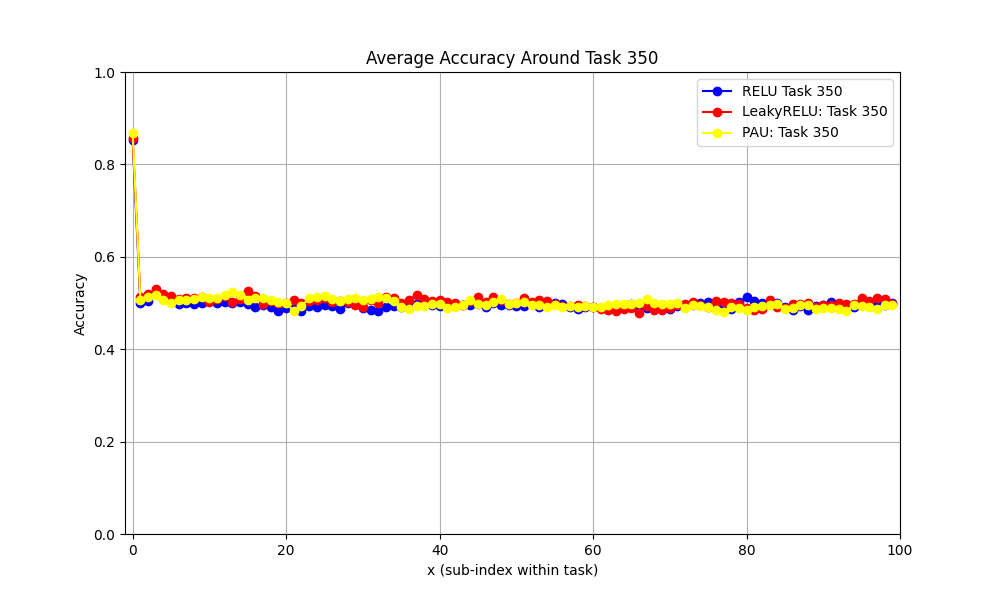 Average Accuracy Around Task 350
1.0
0.8
0.6
0.4
0.2
0.0
Accuracy
RELU Task 350
LeakyRELU: Task 350
PAU: Task 350
0 20 40 60 80 100
x (sub-index within task)